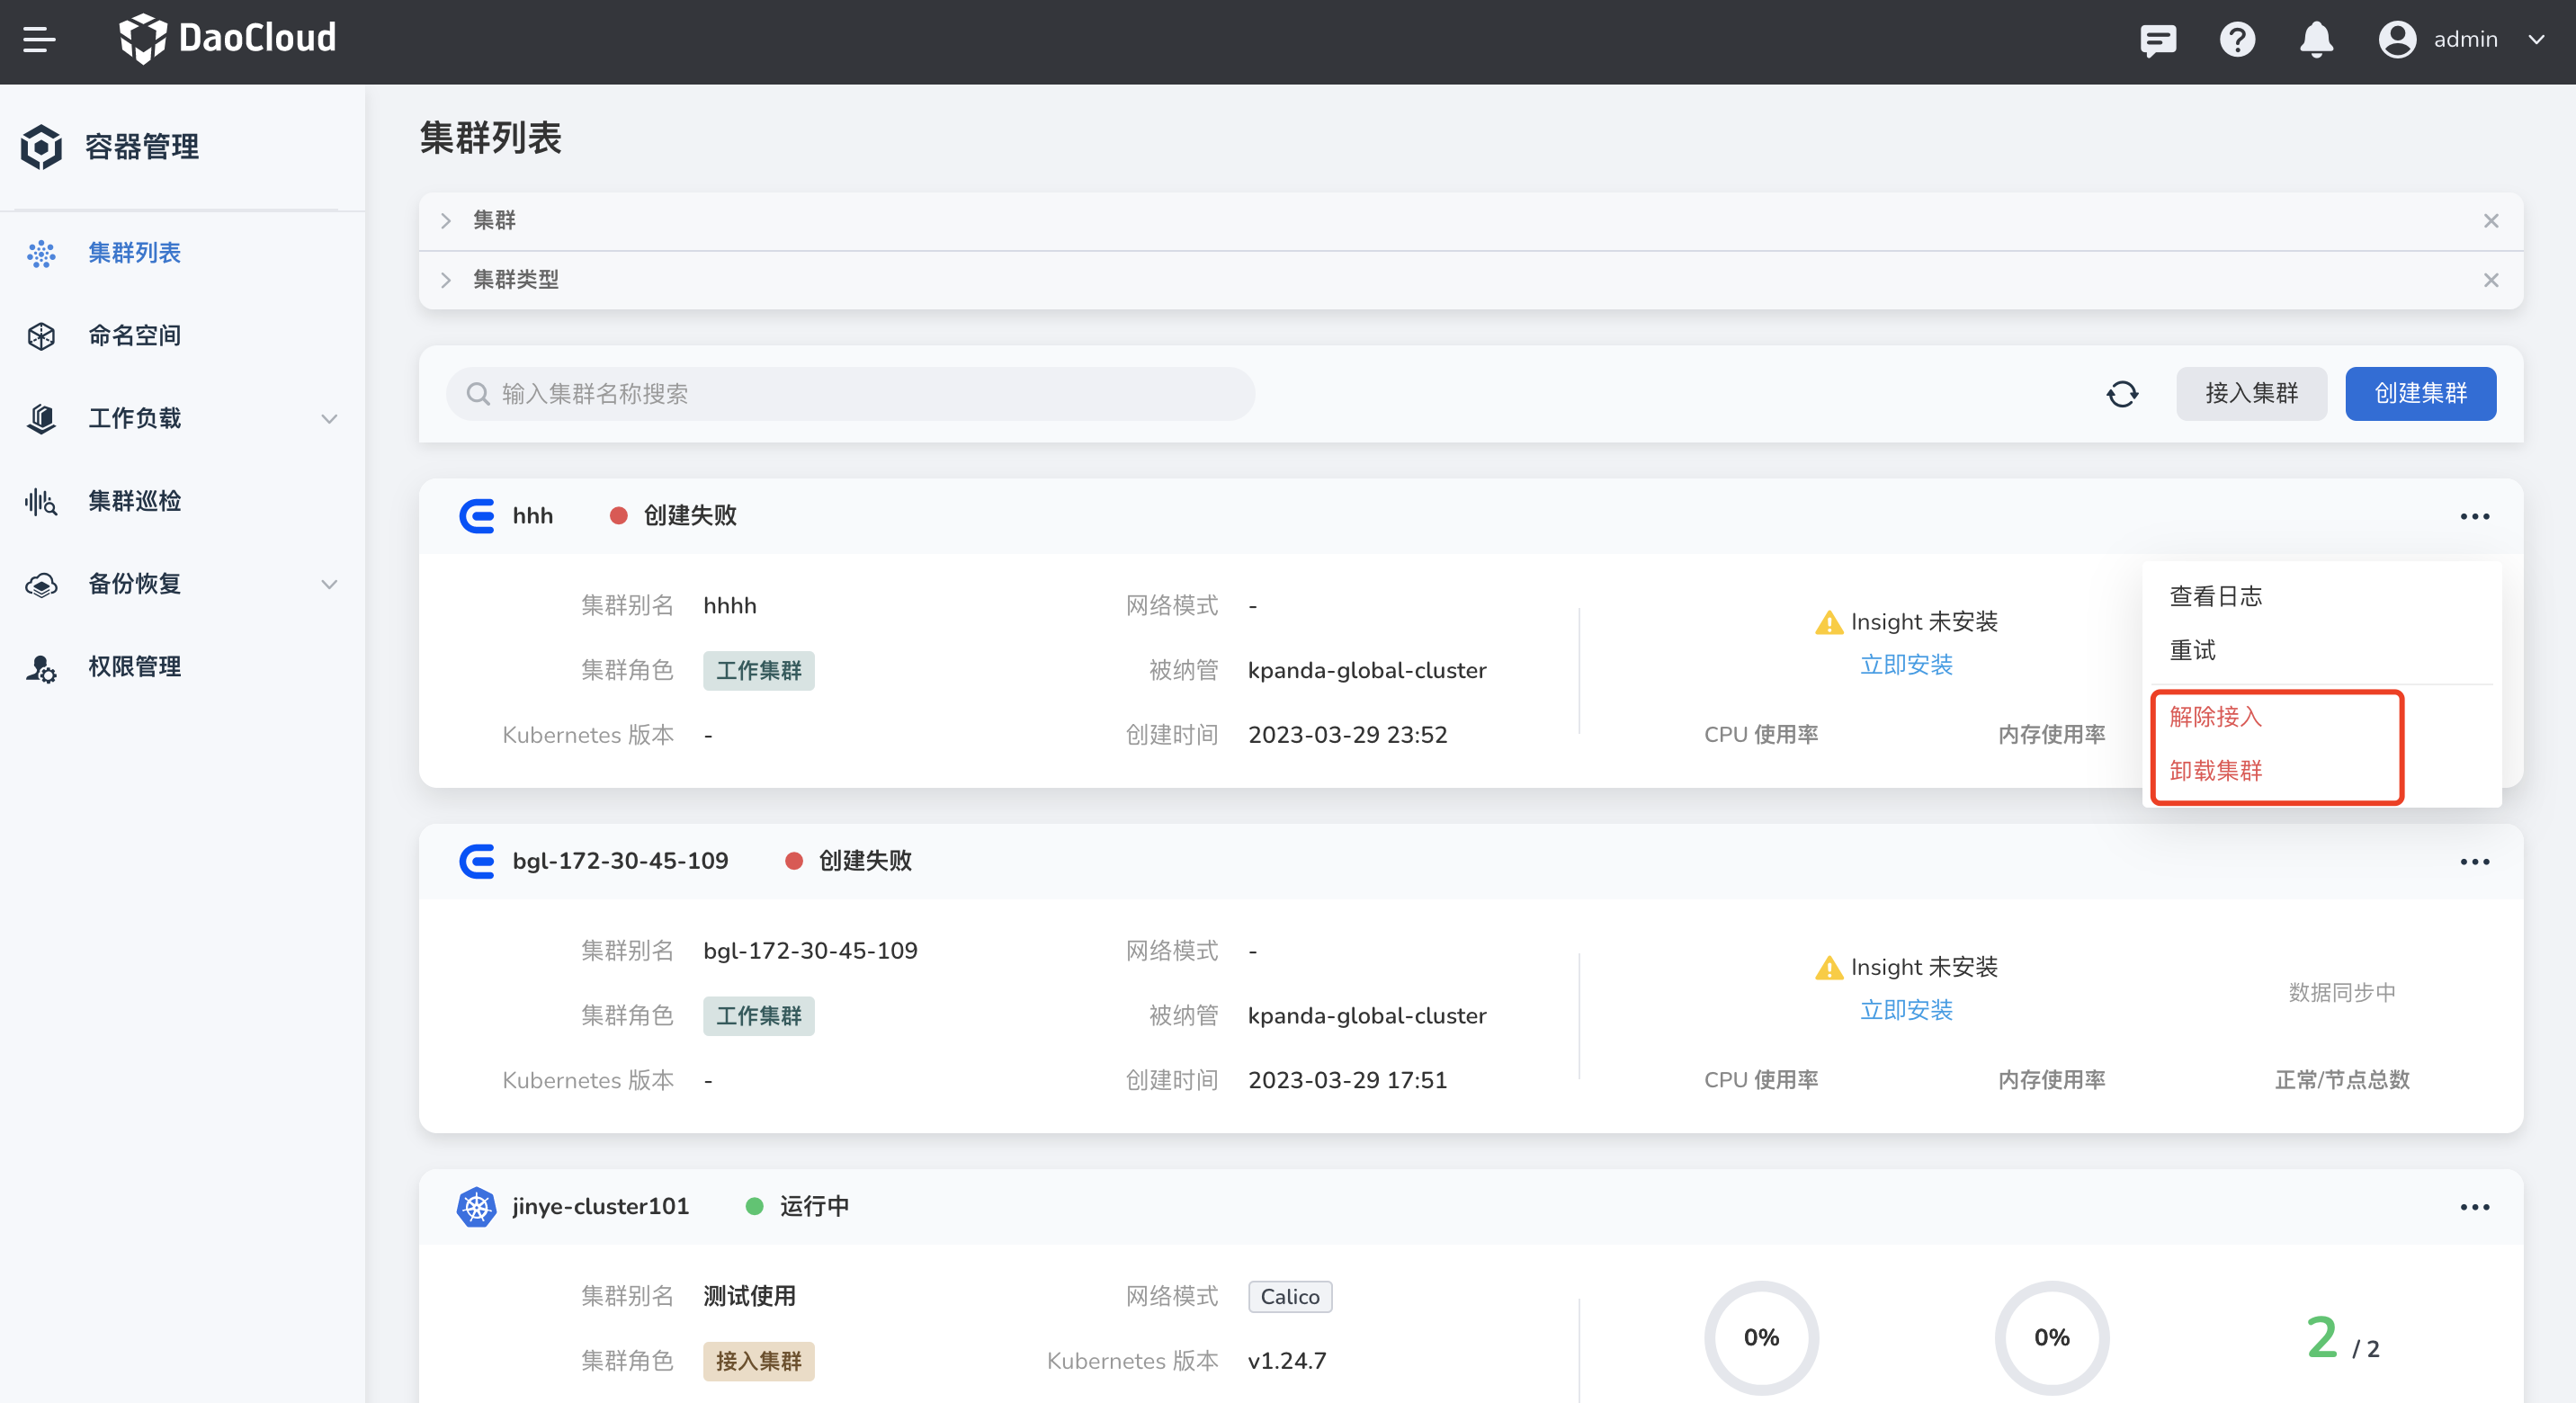 DaoCloud
admin
容器管理
集群列表
命名空间
工作负载
集群巡检
备份恢复
权限管理
集群列表
集群
集群类型
输入集群名称搜索
接入集群
创建集群
hhh 创建失败
集群别名 hhhh 网络模式 -
集群角色 工作集群 被纳管 kpanda-global-cluster
Kubernetes 版本 - 创建时间 2023-03-29 23:52
Insight 未安装
立即安装
CPU 使用率 内存使用率
查看日志
重试
解除接入
卸载集群
bgl-172-30-45-109 创建失败
集群别名 bgl-172-30-45-109 网络模式 -
集群角色 工作集群 被纳管 kpanda-global-cluster
Kubernetes 版本 - 创建时间 2023-03-29 17:51
Insight 未安装
立即安装
数据同步中
CPU 使用率 内存使用率 正常/节点总数
jinye-cluster101 运行中
集群别名 测试使用 网络模式 Calico
集群角色 接入集群 Kubernetes 版本 v1.24.7
0% 0% 2 / 2